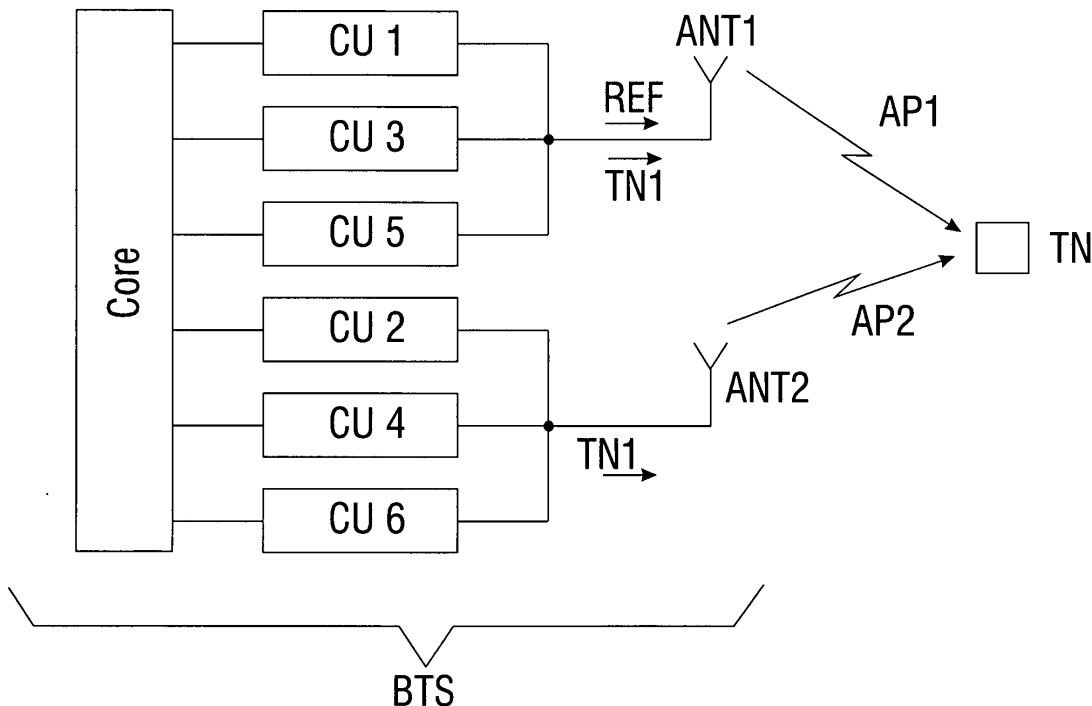 Core
CU 1
CU 3
CU 5
CU 2
CU 4
CU 6
REF
TN1
ANT1
AP1
TN
AP2
ANT2
TN1
BTS